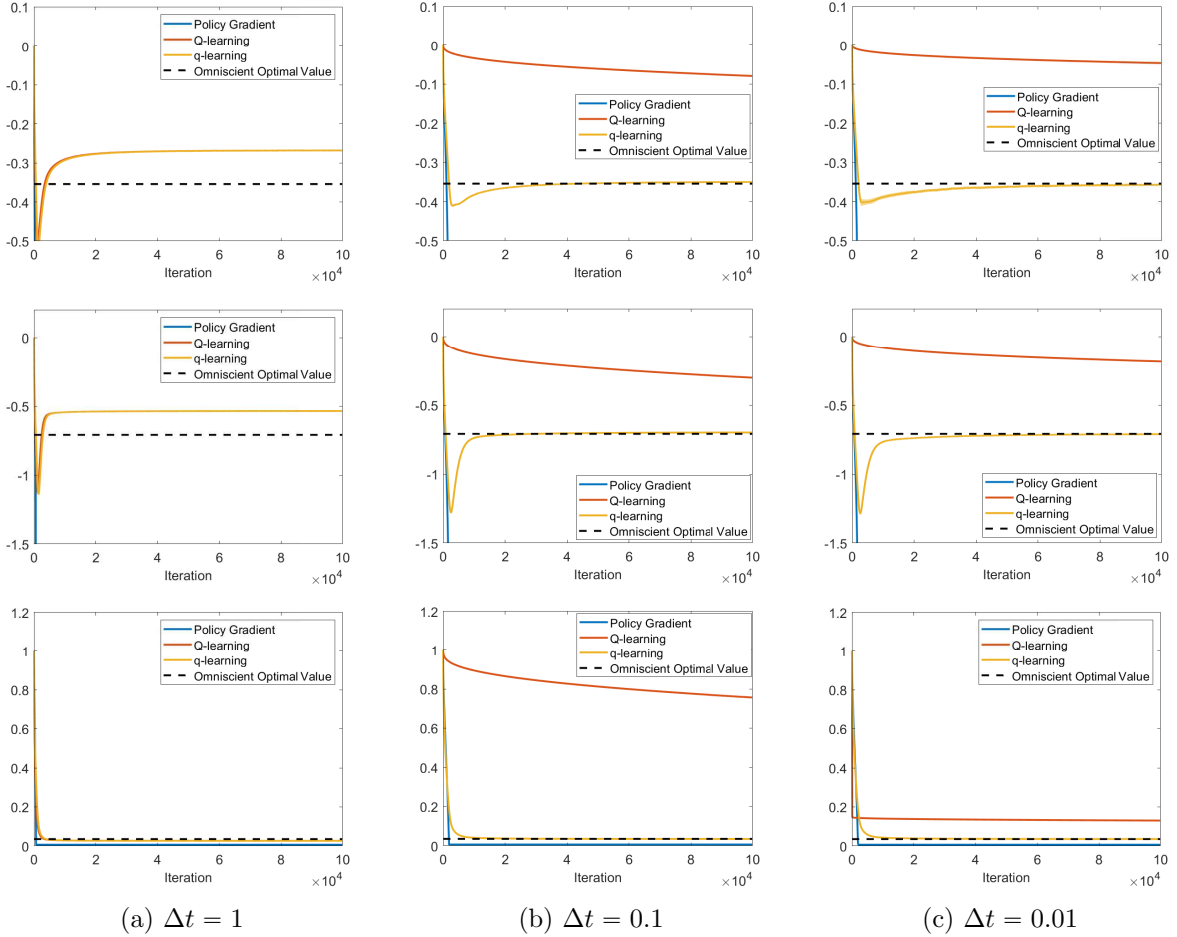 0.1
0
-0.1
-0.2
-0.3
-0.4
-0.5
0 2 4 6 8 10
Iteration ×10^4
Policy Gradient
Q-learning
q-learning
Omniscient Optimal Value
0.1
0
-0.1
-0.2
-0.3
-0.4
-0.5
0 2 4 6 8 10
Iteration ×10^4
Policy Gradient
Q-learning
q-learning
Omniscient Optimal Value
0.1
0
-0.1
-0.2
-0.3
-0.4
-0.5
0 2 4 6 8 10
Iteration ×10^4
Policy Gradient
Q-learning
q-learning
Omniscient Optimal Value
0
-0.5
-1
-1.5
0 2 4 6 8 10
Iteration ×10^4
Policy Gradient
Q-learning
q-learning
Omniscient Optimal Value
0
-0.5
-1
-1.5
0 2 4 6 8 10
Iteration ×10^4
Policy Gradient
Q-learning
q-learning
Omniscient Optimal Value
0
-0.5
-1
-1.5
0 2 4 6 8 10
Iteration ×10^4
Policy Gradient
Q-learning
q-learning
Omniscient Optimal Value
1.2
1
0.8
0.6
0.4
0.2
0
0 2 4 6 8 10
Iteration ×10^4
Policy Gradient
Q-learning
q-learning
Omniscient Optimal Value
1.2
1
0.8
0.6
0.4
0.2
0
0 2 4 6 8 10
Iteration ×10^4
Policy Gradient
Q-learning
q-learning
Omniscient Optimal Value
1.2
1
0.8
0.6
0.4
0.2
0
0 2 4 6 8 10
Iteration ×10^4
Policy Gradient
Q-learning
q-learning
Omniscient Optimal Value
(a) Δt = 1
(b) Δt = 0.1
(c) Δt = 0.01